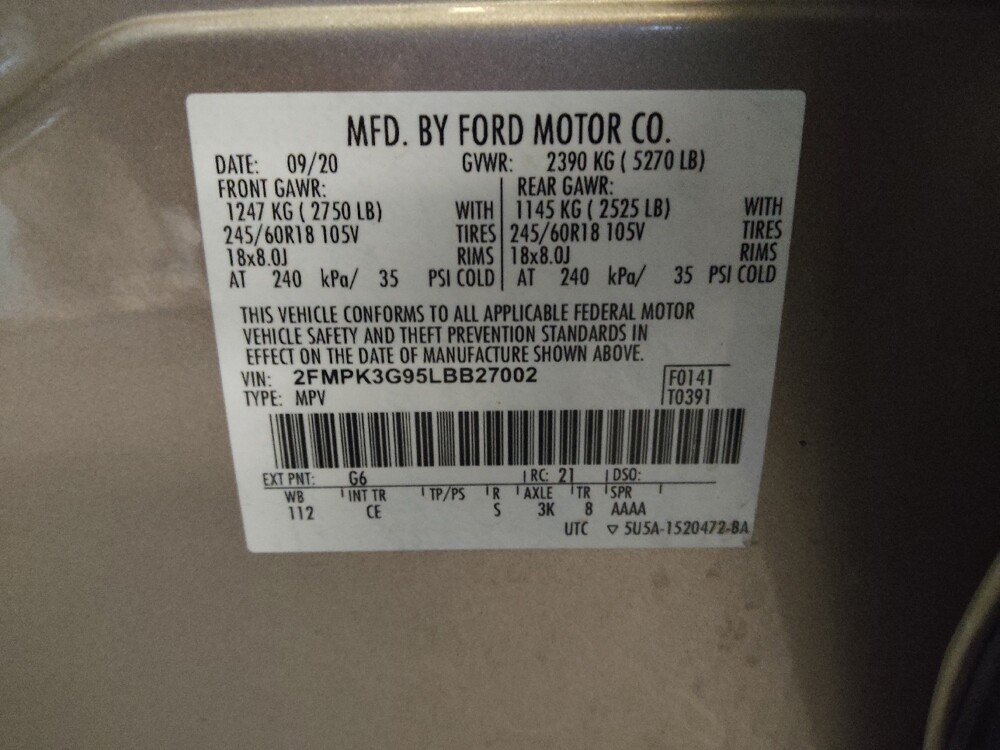 MFD. BY FORD MOTOR CO.
DATE: 09/20 GVWR: 2390 KG ( 5270 LB)
FRONT GAWR: REAR GAWR:
1247 KG ( 2750 LB) WITH 1145 KG ( 2525 LB) WITH
245/60R18 105V TIRES 245/60R18 105V TIRES
18x8.0J RIMS 18x8.0J RIMS
AT 240 kPa/ 35 PSI COLD AT 240 kPa/ 35 PSI COLD
THIS VEHICLE CONFORMS TO ALL APPLICABLE FEDERAL MOTOR
VEHICLE SAFETY AND THEFT PREVENTION STANDARDS IN
EFFECT ON THE DATE OF MANUFACTURE SHOWN ABOVE.
VIN: 2FMPK3G95LBB27002 F0141
TYPE: MPV T0391
EXT PNT: G6 RC: 21 DSO:
WB INT TR TP/PS R AXLE TR SPR
112 CE S 3K 8 AAAA
UTC ▽ 5U5A-1520472-BA